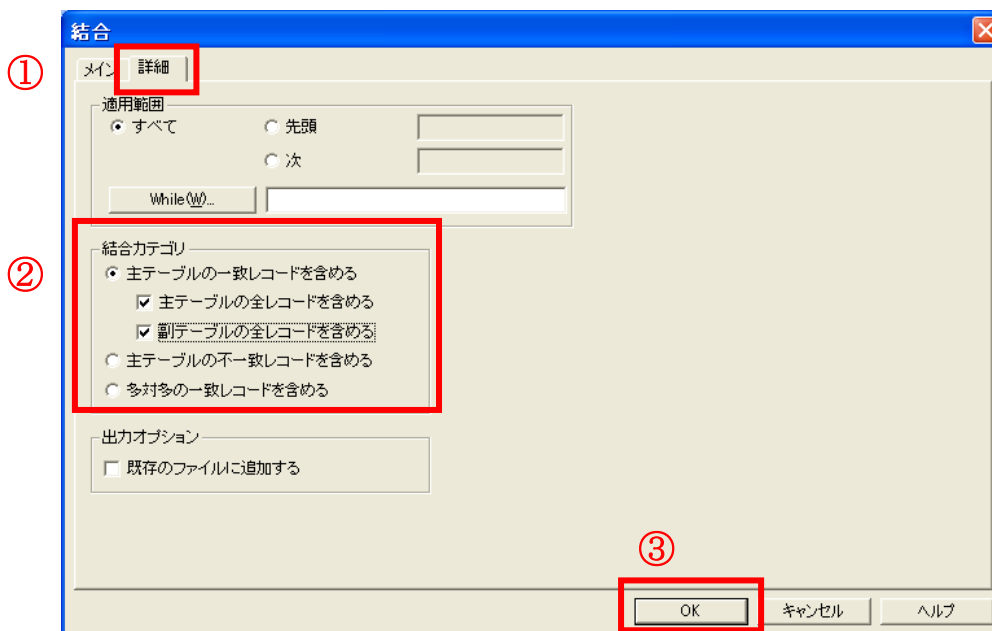 結合
①
メイン 詳細
適用範囲
すべて 先頭
次
While(W)...
②
結合カテゴリ
主テーブルの一致レコードを含める
主テーブルの全レコードを含める
副テーブルの全レコードを含める
主テーブルの不一致レコードを含める
多対多の一致レコードを含める
出力オプション
既存のファイルに追加する
③
OK キャンセル ヘルプ